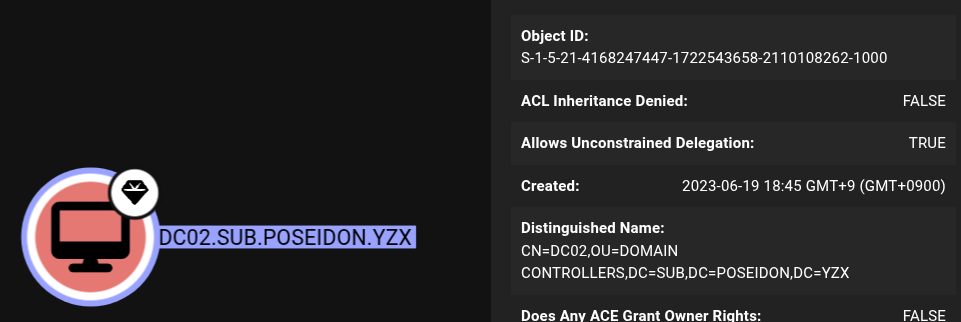 DC02.SUB.POSEIDON.YZX
Object ID:
S-1-5-21-4168247447-1722543658-2110108262-1000
ACL Inheritance Denied: FALSE
Allows Unconstrained Delegation: TRUE
Created: 2023-06-19 18:45 GMT+9 (GMT+0900)
Distinguished Name:
CN=DC02,OU=DOMAIN
CONTROLLERS,DC=SUB,DC=POSEIDON,DC=YZX
Does Any ACE Grant Owner Rights: FALSE